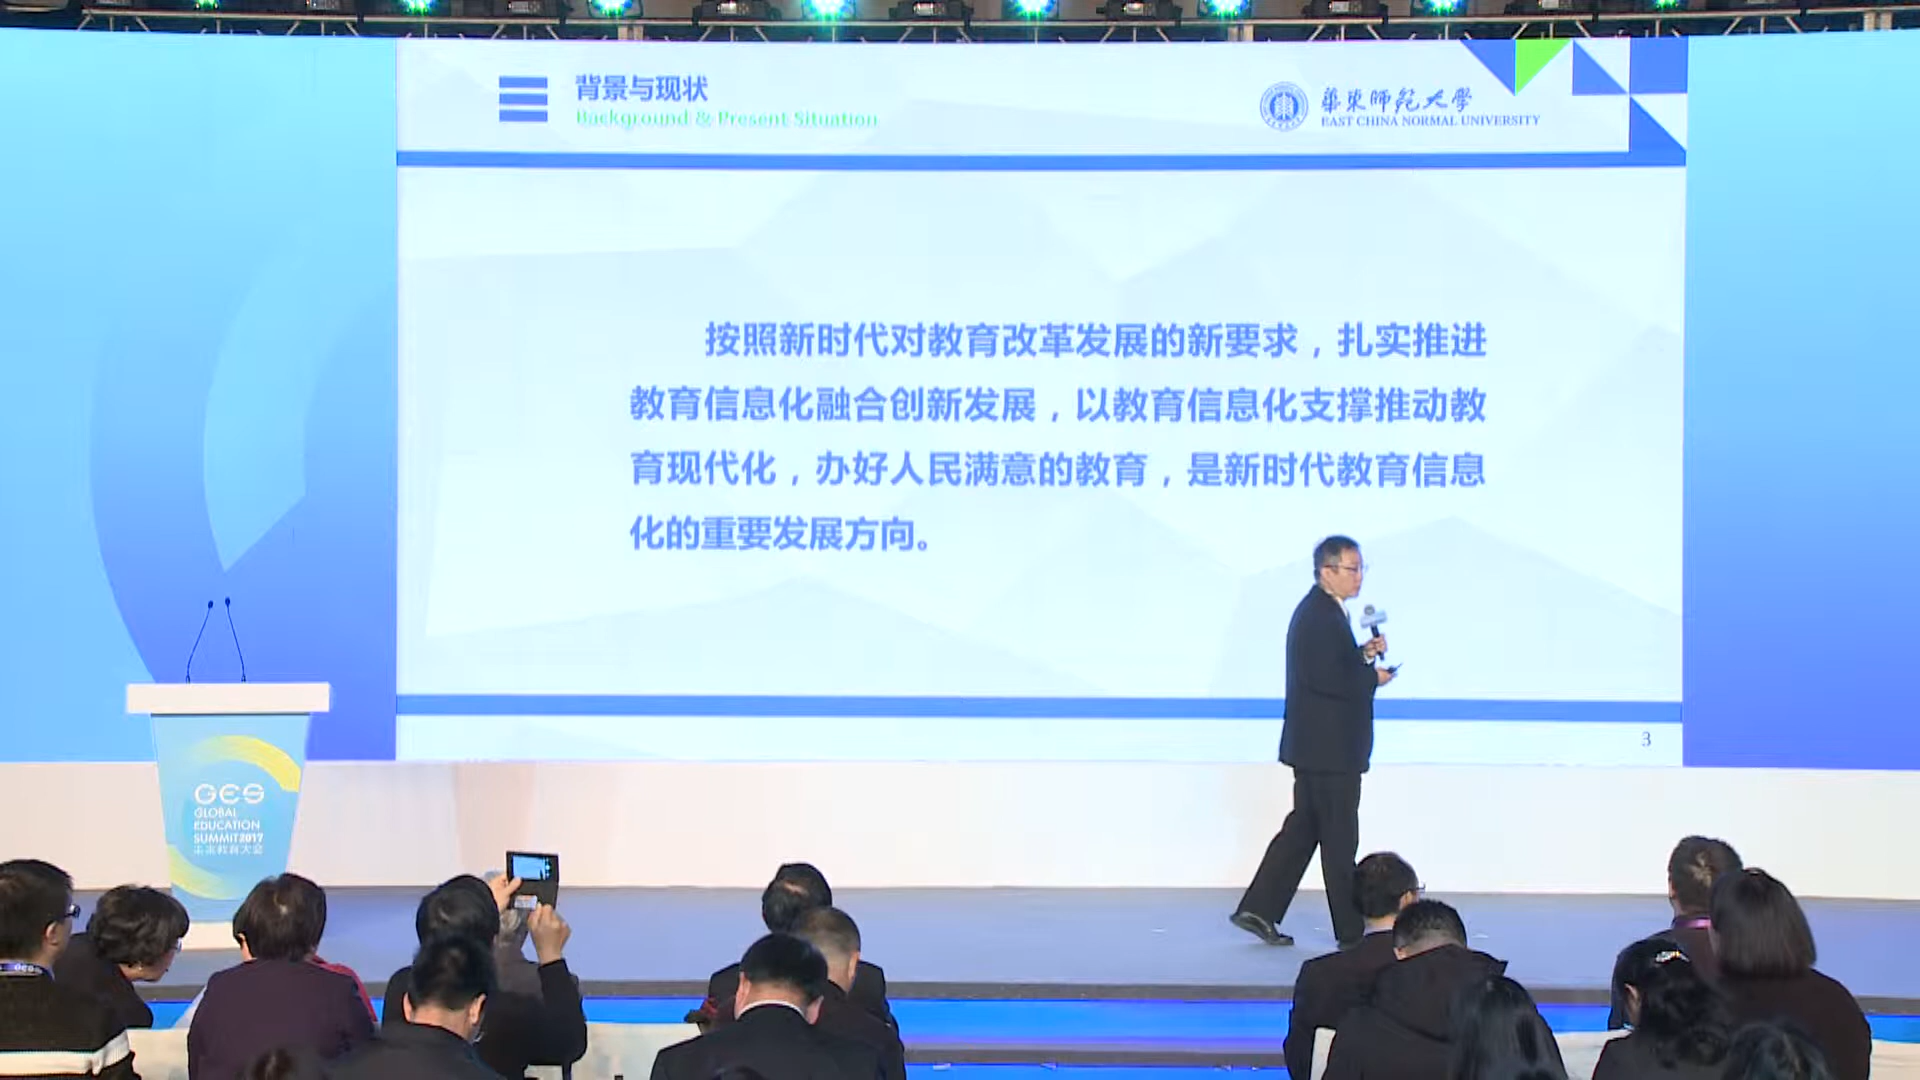 背景与现状
Background & Present Situation
華東師範大學
EAST CHINA NORMAL UNIVERSITY
按照新时代对教育改革发展的新要求，扎实推进
教育信息化融合创新发展，以教育信息化支撑推动教
育现代化，办好人民满意的教育，是新时代教育信息
化的重要发展方向。
3
GES
GLOBAL
EDUCATION
SUMMIT2017
未来教育大会